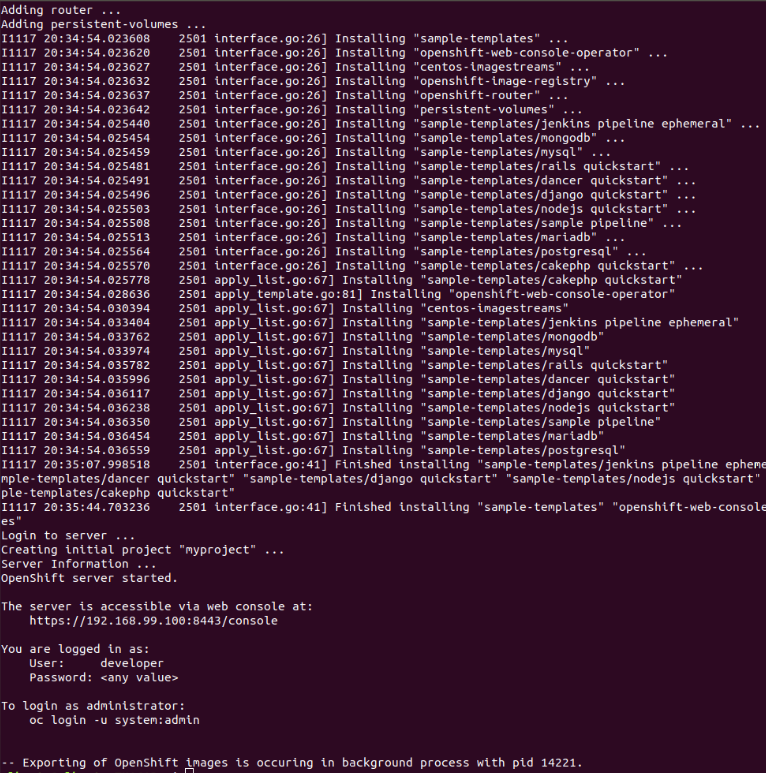 Adding router ...
Adding persistent-volumes ...
I1117 20:34:54.023608    2501 interface.go:26] Installing "sample-templates" ...
I1117 20:34:54.023620    2501 interface.go:26] Installing "openshift-web-console-operator" ...
I1117 20:34:54.023627    2501 interface.go:26] Installing "centos-imagestreams" ...
I1117 20:34:54.023632    2501 interface.go:26] Installing "openshift-image-registry" ...
I1117 20:34:54.023637    2501 interface.go:26] Installing "openshift-router" ...
I1117 20:34:54.023642    2501 interface.go:26] Installing "persistent-volumes" ...
I1117 20:34:54.025440    2501 interface.go:26] Installing "sample-templates/jenkins pipeline ephemeral" ...
I1117 20:34:54.025454    2501 interface.go:26] Installing "sample-templates/mongodb" ...
I1117 20:34:54.025459    2501 interface.go:26] Installing "sample-templates/mysql" ...
I1117 20:34:54.025481    2501 interface.go:26] Installing "sample-templates/rails quickstart" ...
I1117 20:34:54.025491    2501 interface.go:26] Installing "sample-templates/dancer quickstart" ...
I1117 20:34:54.025496    2501 interface.go:26] Installing "sample-templates/django quickstart" ...
I1117 20:34:54.025503    2501 interface.go:26] Installing "sample-templates/nodejs quickstart" ...
I1117 20:34:54.025508    2501 interface.go:26] Installing "sample-templates/sample pipeline" ...
I1117 20:34:54.025513    2501 interface.go:26] Installing "sample-templates/mariadb" ...
I1117 20:34:54.025564    2501 interface.go:26] Installing "sample-templates/postgresql" ...
I1117 20:34:54.025570    2501 interface.go:26] Installing "sample-templates/cakephp quickstart" ...
I1117 20:34:54.025778    2501 apply_list.go:67] Installing "sample-templates/cakephp quickstart"
I1117 20:34:54.028636    2501 apply_template.go:81] Installing "openshift-web-console-operator"
I1117 20:34:54.030394    2501 apply_list.go:67] Installing "centos-imagestreams"
I1117 20:34:54.033404    2501 apply_list.go:67] Installing "sample-templates/jenkins pipeline ephemeral"
I1117 20:34:54.033762    2501 apply_list.go:67] Installing "sample-templates/mongodb"
I1117 20:34:54.033974    2501 apply_list.go:67] Installing "sample-templates/mysql"
I1117 20:34:54.035782    2501 apply_list.go:67] Installing "sample-templates/rails quickstart"
I1117 20:34:54.035996    2501 apply_list.go:67] Installing "sample-templates/dancer quickstart"
I1117 20:34:54.036117    2501 apply_list.go:67] Installing "sample-templates/django quickstart"
I1117 20:34:54.036238    2501 apply_list.go:67] Installing "sample-templates/nodejs quickstart"
I1117 20:34:54.036350    2501 apply_list.go:67] Installing "sample-templates/sample pipeline"
I1117 20:34:54.036454    2501 apply_list.go:67] Installing "sample-templates/mariadb"
I1117 20:34:54.036559    2501 apply_list.go:67] Installing "sample-templates/postgresql"
I1117 20:35:07.998518    2501 interface.go:41] Finished installing "sample-templates/jenkins pipeline epheme
mple-templates/dancer quickstart" "sample-templates/django quickstart" "sample-templates/nodejs quickstart"
ple-templates/cakephp quickstart"
I1117 20:35:44.703236    2501 interface.go:41] Finished installing "sample-templates" "openshift-web-console
es"
Login to server ...
Creating initial project "myproject" ...
Server Information ...
OpenShift server started.

The server is accessible via web console at:
    https://192.168.99.100:8443/console

You are logged in as:
    User:     developer
    Password: <any value>

To login as administrator:
    oc login -u system:admin

-- Exporting of OpenShift images is occuring in background process with pid 14221.